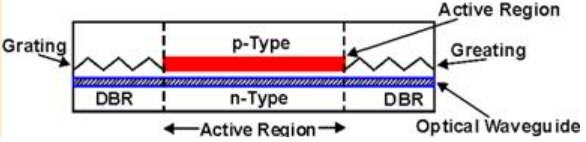 Active Region
Grating
p-Type
Greating
DBR
n-Type
DBR
Active Region
Optical Waveguide